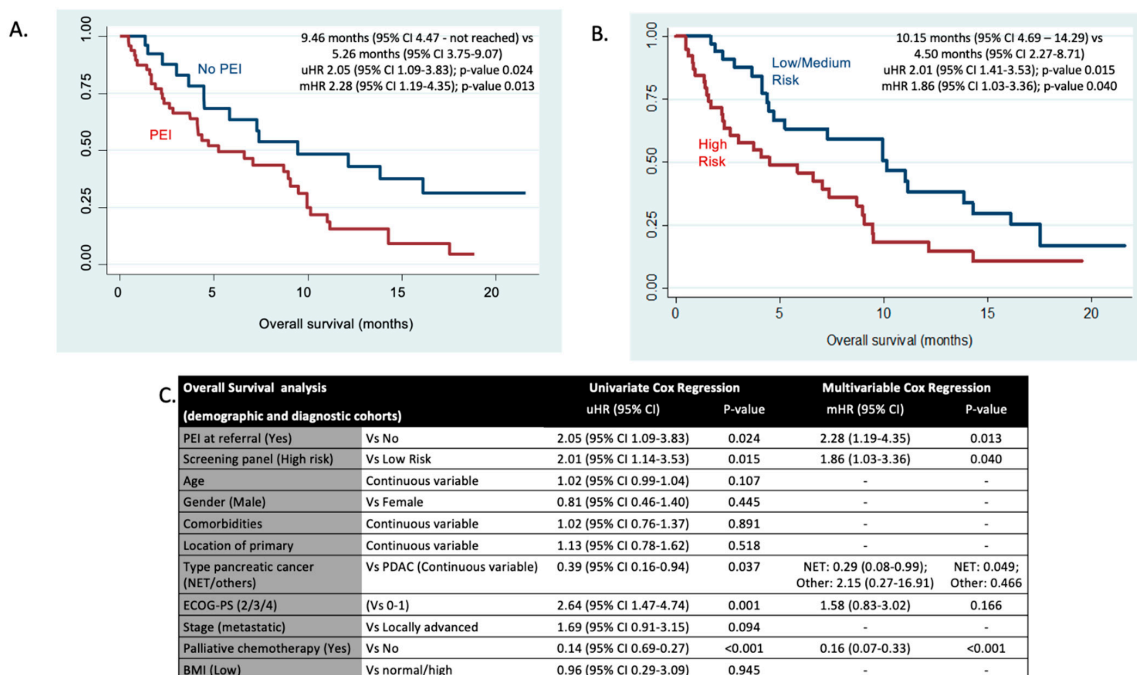 A.
9.46 months (95% CI 4.47 - not reached) vs
5.26 months (95% CI 3.75-9.07)
uHR 2.05 (95% CI 1.09-3.83); p-value 0.024
mHR 2.28 (95% CI 1.19-4.35); p-value 0.013
No PEI
PEI
1.00
0.75
0.50
0.25
0.00
0 5 10 15 20
Overall survival (months)
B.
10.15 months (95% CI 4.69 – 14.29) vs
4.50 months (95% CI 2.27-8.71)
uHR 2.01 (95% CI 1.41-3.53); p-value 0.015
mHR 1.86 (95% CI 1.03-3.36); p-value 0.040
Low/Medium
Risk
High
Risk
1.00
0.75
0.50
0.25
0.00
0 5 10 15 20
Overall survival (months)
C.
Overall Survival analysis Univariate Cox Regression Multivariable Cox Regression
(demographic and diagnostic cohorts) uHR (95% CI) P-value mHR (95% CI) P-value
PEI at referral (Yes) Vs No 2.05 (95% CI 1.09-3.83) 0.024 2.28 (1.19-4.35) 0.013
Screening panel (High risk) Vs Low Risk 2.01 (95% CI 1.14-3.53) 0.015 1.86 (1.03-3.36) 0.040
Age Continuous variable 1.02 (95% CI 0.99-1.04) 0.107 - -
Gender (Male) Vs Female 0.81 (95% CI 0.46-1.40) 0.445 - -
Comorbidities Continuous variable 1.02 (95% CI 0.76-1.37) 0.891 - -
Location of primary Continuous variable 1.13 (95% CI 0.78-1.62) 0.518 - -
Type pancreatic cancer Vs PDAC (Continuous variable) 0.39 (95% CI 0.16-0.94) 0.037 NET: 0.29 (0.08-0.99); NET: 0.049;
(NET/others) Other: 2.15 (0.27-16.91) Other: 0.466
ECOG-PS (2/3/4) (Vs 0-1) 2.64 (95% CI 1.47-4.74) 0.001 1.58 (0.83-3.02) 0.166
Stage (metastatic) Vs Locally advanced 1.69 (95% CI 0.91-3.15) 0.094 - -
Palliative chemotherapy (Yes) Vs No 0.14 (95% CI 0.69-0.27) <0.001 0.16 (0.07-0.33) <0.001
BMI (Low) Vs normal/high 0.96 (95% CI 0.29-3.09) 0.945 - -